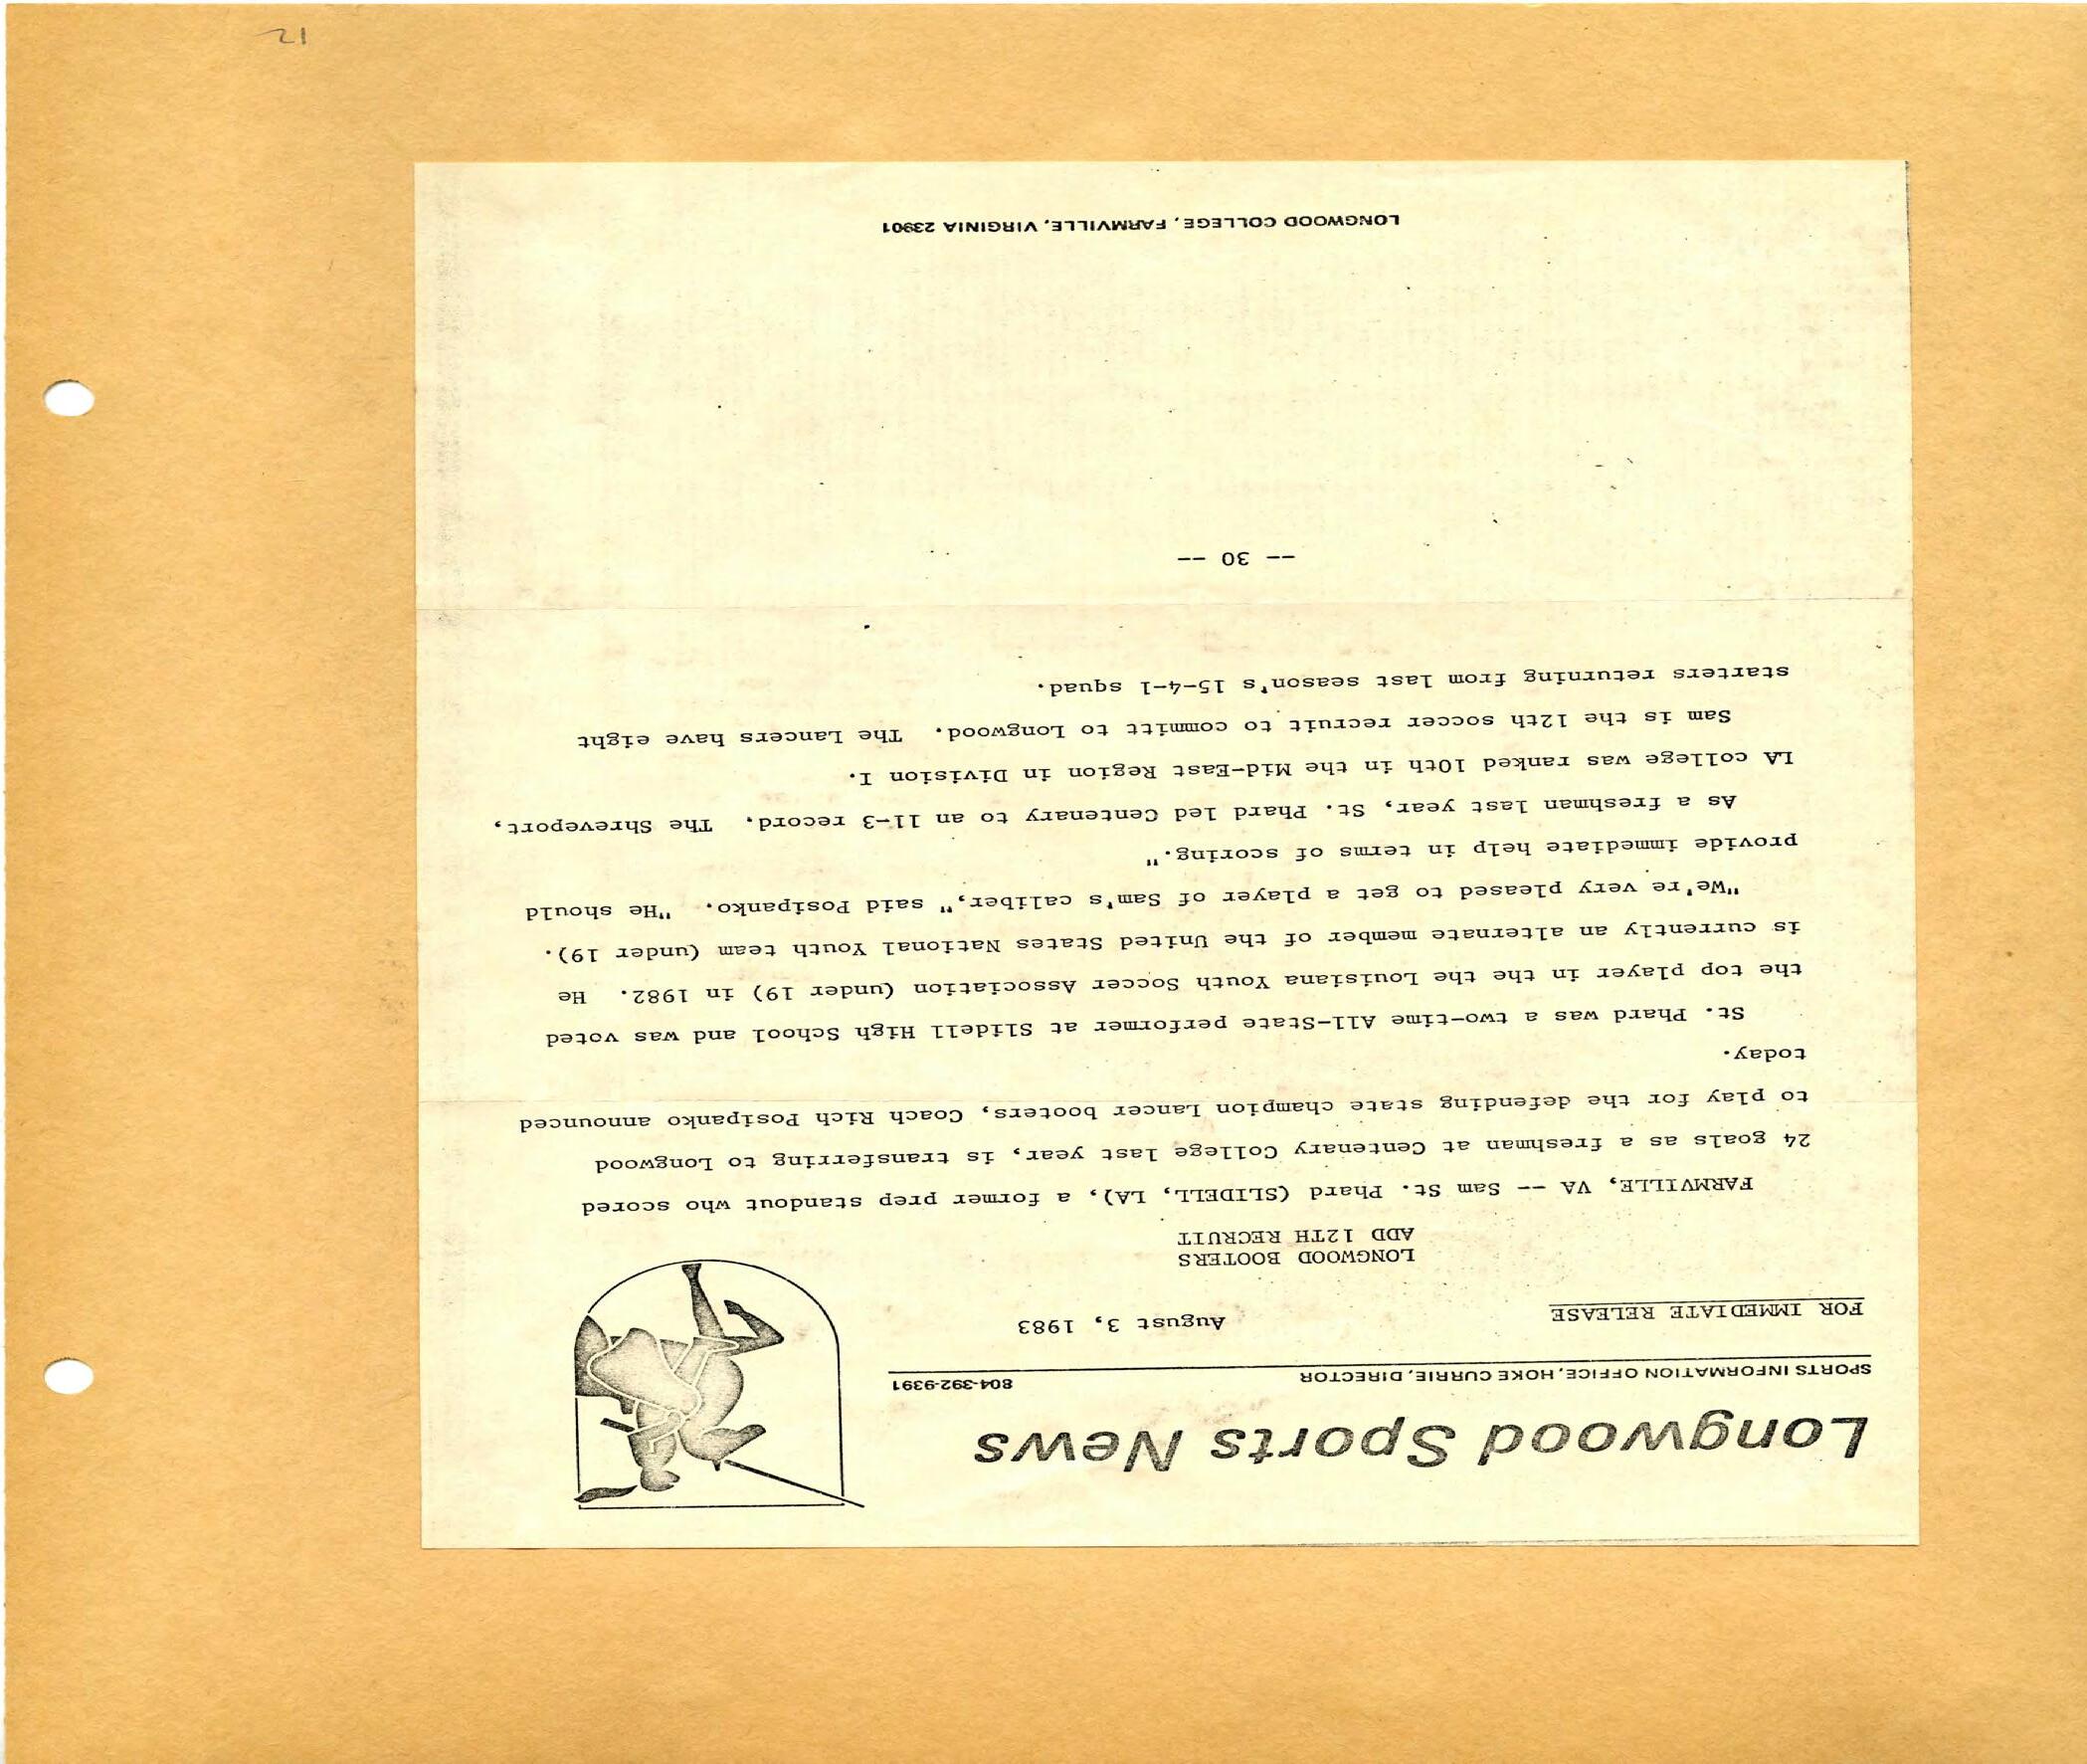 Longwood Sports News
SPORTS INFORMATION OFFICE, HOKE CURRIE, DIRECTOR 804-392-9391
FOR IMMEDIATE RELEASE August 3, 1983
LONGWOOD BOOTERS
ADD 12TH RECRUIT
FARMVILLE, VA -- Sam St. Phard (SLIDELL, LA), a former prep standout who scored
24 goals as a freshman at Centenary College last year, is transferring to Longwood
to play for the defending state champion Lancer booters, Coach Rich Posipanko announced
today.
St. Phard was a two-time All-State performer at Slidell High School and was voted
the top player in the the Louisiana Youth Soccer Association (under 19) in 1982. He
is currently an alternate member of the United States National Youth team (under 19).
"We're very pleased to get a player of Sam's caliber," said Posipanko. "He should
provide immediate help in terms of scoring."
As a freshman last year, St. Phard led Centenary to an 11-3 record. The Shreveport,
LA college was ranked 10th in the Mid-East Region in Division I.
Sam is the 12th soccer recruit to committ to Longwood. The Lancers have eight
starters returning from last season's 15-4-1 squad.
-- 30 --
LONGWOOD COLLEGE, FARMVILLE, VIRGINIA 23901
21